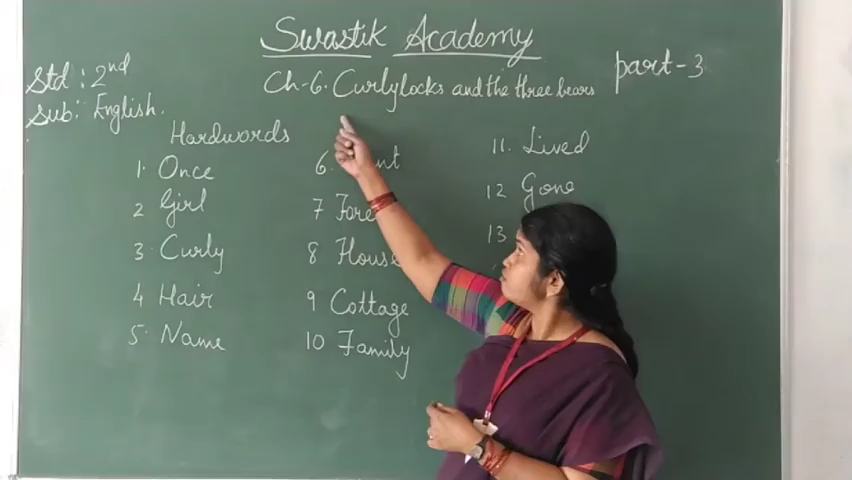 Swastik Academy
Std : 2nd
Ch-6. Curlylocks and the three bears
part-3
Sub: English.
Hardwords
1. Once
2 Girl
3. Curly
4 Hair
5. Name
6.
7
8 House
9 Cottage
10 Family
11. Lived
12 Gone
13